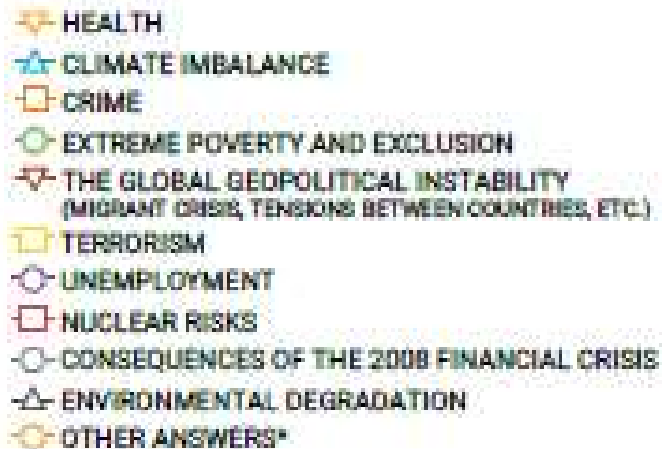 HEALTH
CLIMATE IMBALANCE
CRIME
EXTREME POVERTY AND EXCLUSION
THE GLOBAL GEOPOLITICAL INSTABILITY
(MIGRANT CRISIS, TENSIONS BETWEEN COUNTRIES, ETC.)
TERRORISM
UNEMPLOYMENT
NUCLEAR RISKS
CONSEQUENCES OF THE 2008 FINANCIAL CRISIS
ENVIRONMENTAL DEGRADATION
OTHER ANSWERS*